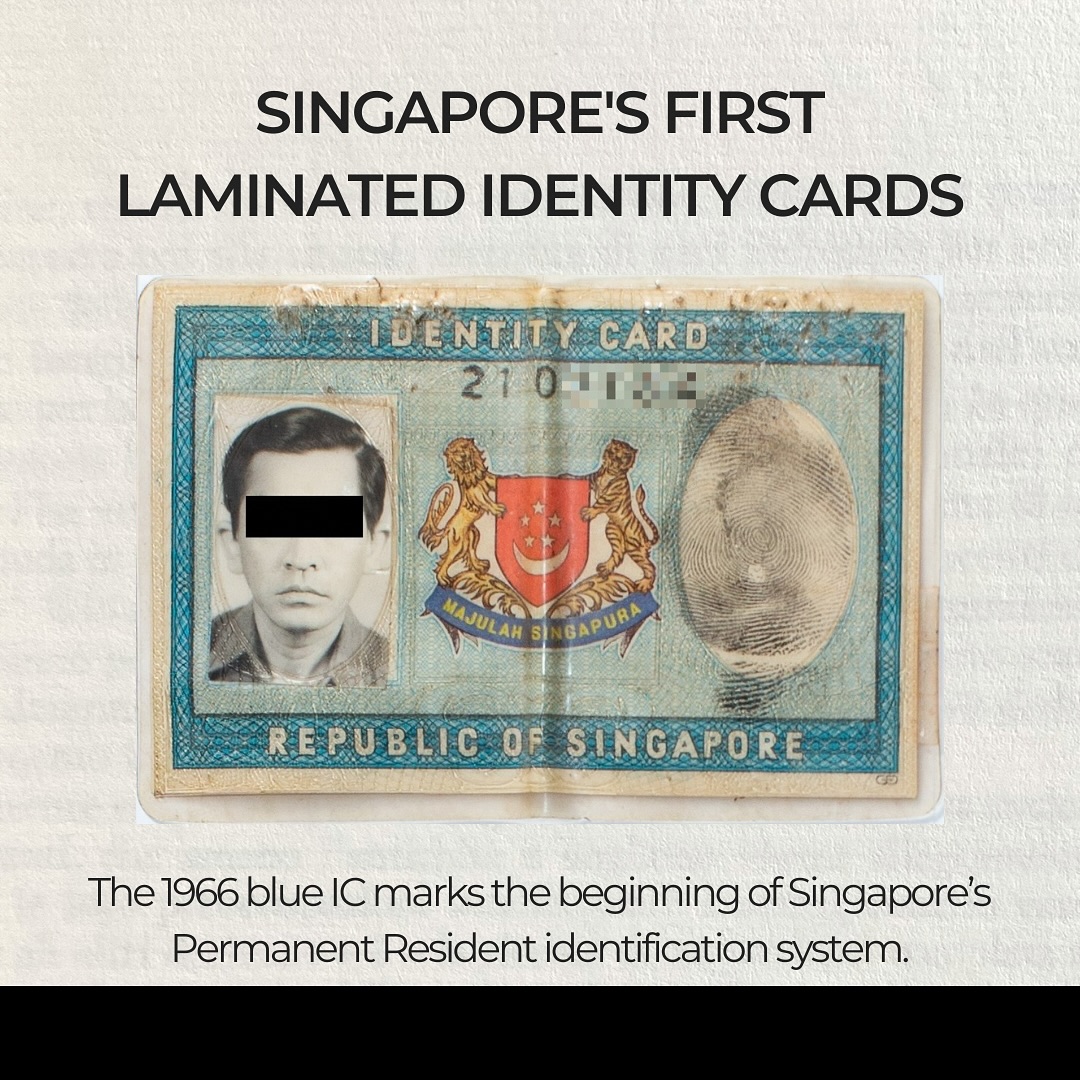 SINGAPORE'S FIRST
LAMINATED IDENTITY CARDS
IDENTITY CARD
210
MAJULAH SINGAPURA
REPUBLIC OF SINGAPORE
The 1966 blue IC marks the beginning of Singapore’s
Permanent Resident identification system.